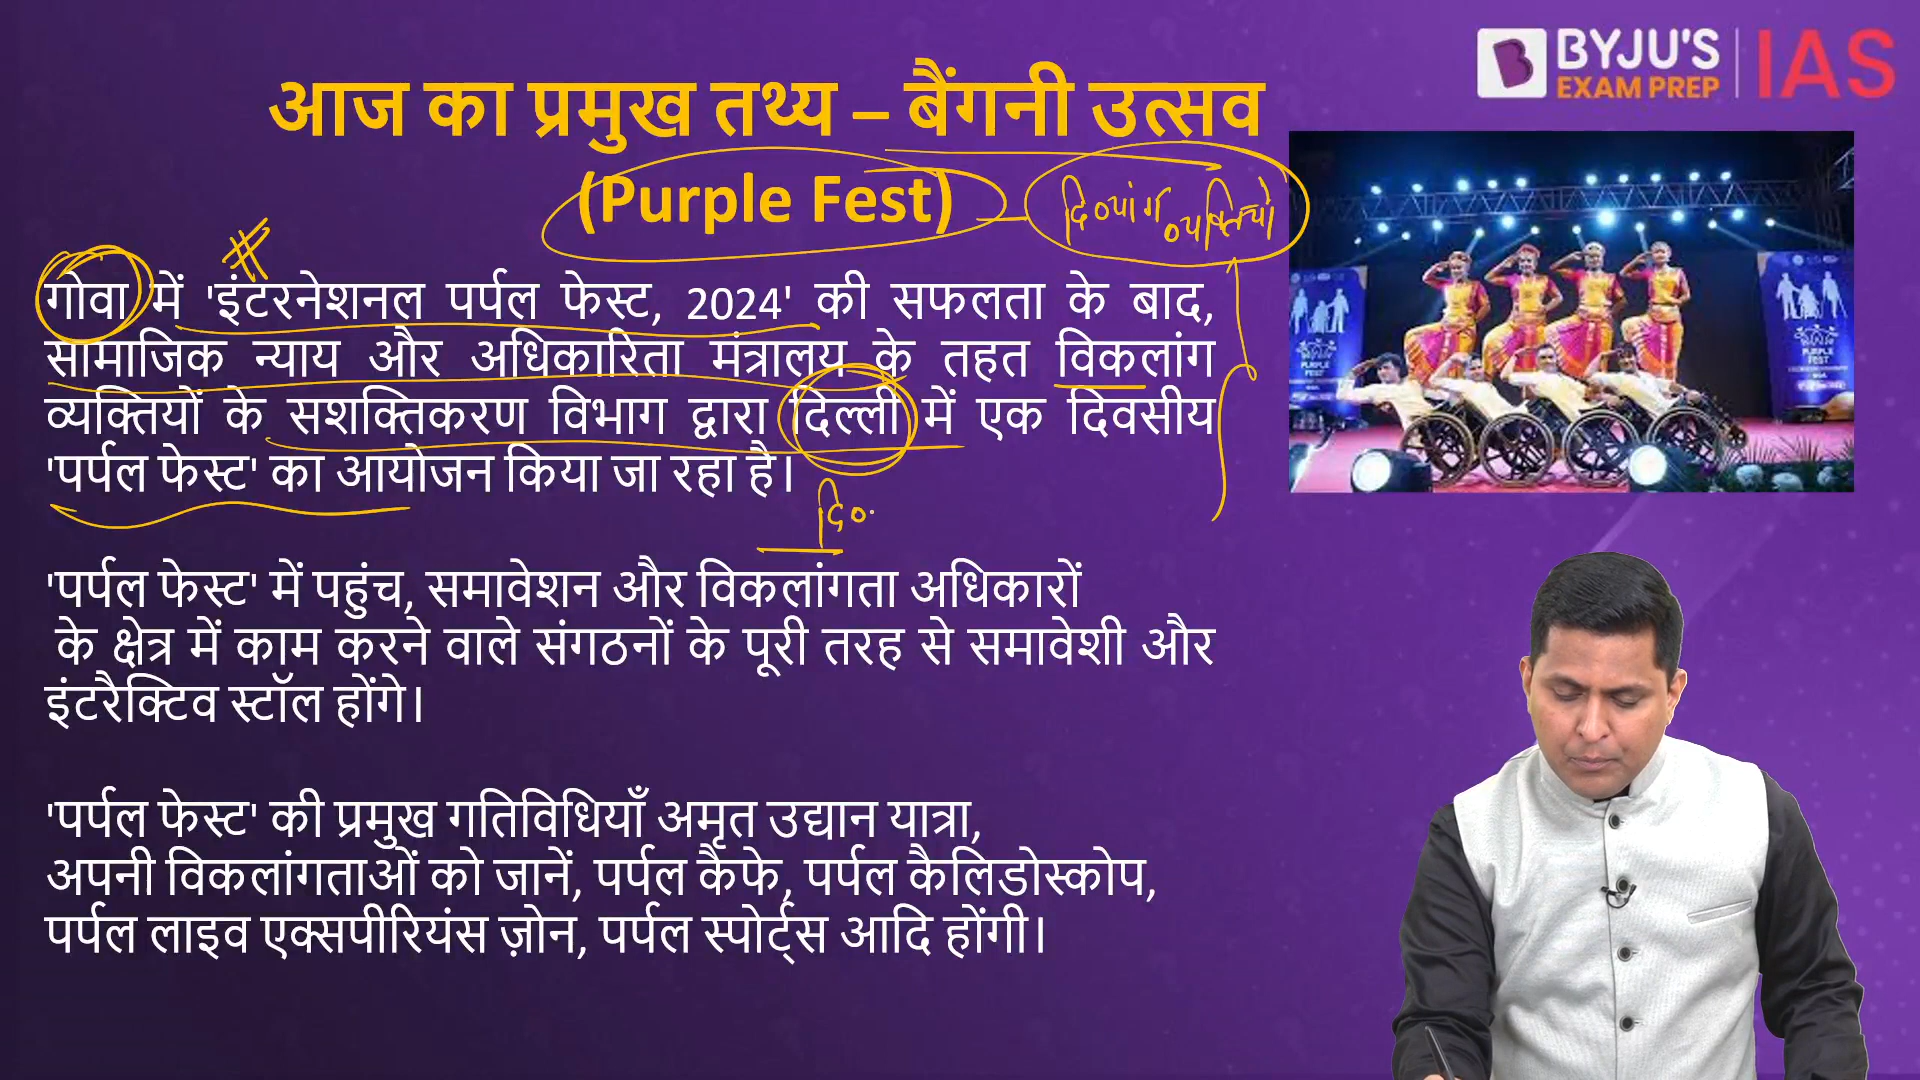 BYJU'S
EXAM PREP
IAS
आज का प्रमुख तथ्य – बैंगनी उत्सव
(Purple Fest)
दिव्यांग
व्यक्तियो
गोवा में 'इंटरनेशनल पर्पल फेस्ट, 2024' की सफलता के बाद,
सामाजिक न्याय और अधिकारिता मंत्रालय के तहत विकलांग
व्यक्तियों के सशक्तिकरण विभाग द्वारा दिल्ली में एक दिवसीय
'पर्पल फेस्ट' का आयोजन किया जा रहा है।
'पर्पल फेस्ट' में पहुंच, समावेशन और विकलांगता अधिकारों
के क्षेत्र में काम करने वाले संगठनों के पूरी तरह से समावेशी और
इंटरैक्टिव स्टॉल होंगे।
'पर्पल फेस्ट' की प्रमुख गतिविधियाँ अमृत उद्यान यात्रा,
अपनी विकलांगताओं को जानें, पर्पल कैफे, पर्पल कैलिडोस्कोप,
पर्पल लाइव एक्सपीरियंस ज़ोन, पर्पल स्पोर्ट्स आदि होंगी।
PURPLE
FEST